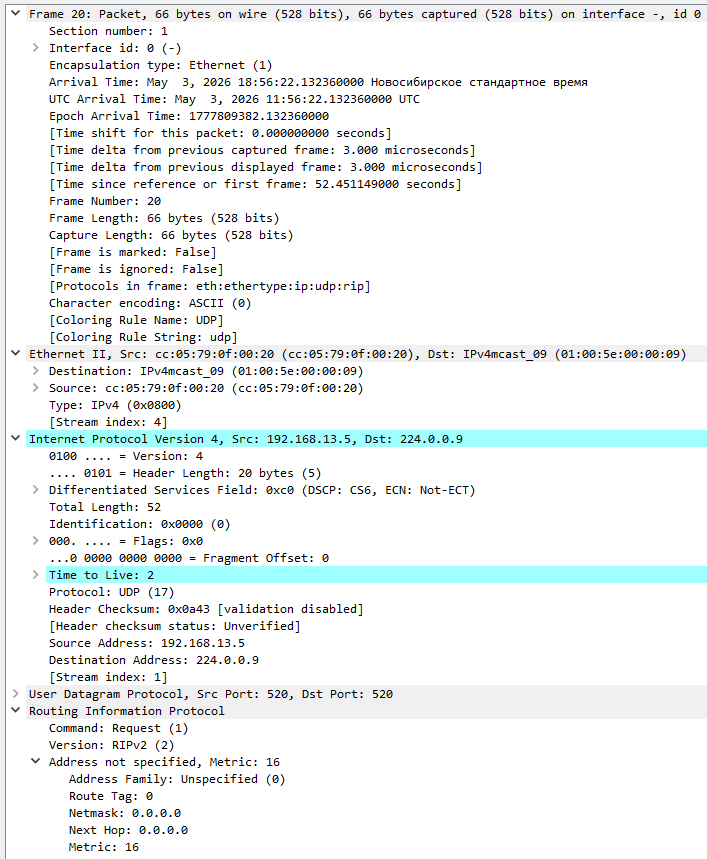 Frame 20: Packet, 66 bytes on wire (528 bits), 66 bytes captured (528 bits) on interface -, id 0
Section number: 1
Interface id: 0 (-)
Encapsulation type: Ethernet (1)
Arrival Time: May  3, 2026 18:56:22.132360000 Новосибирское стандартное время
UTC Arrival Time: May  3, 2026 11:56:22.132360000 UTC
Epoch Arrival Time: 1777809382.132360000
[Time shift for this packet: 0.000000000 seconds]
[Time delta from previous captured frame: 3.000 microseconds]
[Time delta from previous displayed frame: 3.000 microseconds]
[Time since reference or first frame: 52.451149000 seconds]
Frame Number: 20
Frame Length: 66 bytes (528 bits)
Capture Length: 66 bytes (528 bits)
[Frame is marked: False]
[Frame is ignored: False]
[Protocols in frame: eth:ethertype:ip:udp:rip]
Character encoding: ASCII (0)
[Coloring Rule Name: UDP]
[Coloring Rule String: udp]
Ethernet II, Src: cc:05:79:0f:00:20 (cc:05:79:0f:00:20), Dst: IPv4mcast_09 (01:00:5e:00:00:09)
Destination: IPv4mcast_09 (01:00:5e:00:00:09)
Source: cc:05:79:0f:00:20 (cc:05:79:0f:00:20)
Type: IPv4 (0x0800)
[Stream index: 4]
Internet Protocol Version 4, Src: 192.168.13.5, Dst: 224.0.0.9
0100 .... = Version: 4
.... 0101 = Header Length: 20 bytes (5)
Differentiated Services Field: 0xc0 (DSCP: CS6, ECN: Not-ECT)
Total Length: 52
Identification: 0x0000 (0)
000. .... = Flags: 0x0
...0 0000 0000 0000 = Fragment Offset: 0
Time to Live: 2
Protocol: UDP (17)
Header Checksum: 0x0a43 [validation disabled]
[Header checksum status: Unverified]
Source Address: 192.168.13.5
Destination Address: 224.0.0.9
[Stream index: 1]
User Datagram Protocol, Src Port: 520, Dst Port: 520
Routing Information Protocol
Command: Request (1)
Version: RIPv2 (2)
Address not specified, Metric: 16
Address Family: Unspecified (0)
Route Tag: 0
Netmask: 0.0.0.0
Next Hop: 0.0.0.0
Metric: 16